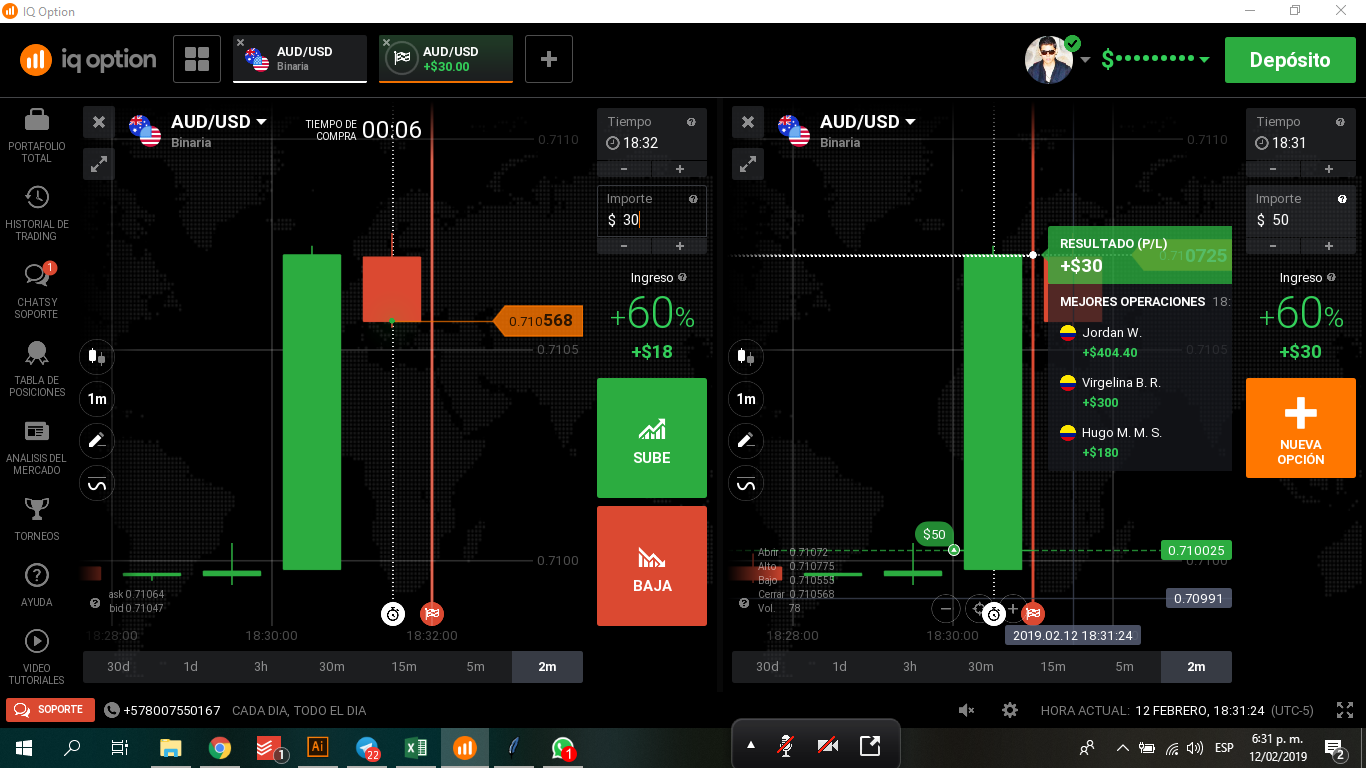 IQ Option
iq option
AUD/USD
Binaria
AUD/USD
+$30.00
$
Depósito
PORTAFOLIO
TOTAL
HISTORIAL DE
TRADING
1
CHATS Y
SOPORTE
TABLA DE
POSICIONES
ANALISIS DEL
MERCADO
TORNEOS
AYUDA
VIDEO
TUTORIALES
AUD/USD
Binaria
TIEMPO DE
COMPRA
00:06
0.7110
0.710568
0.7105
0.7100
1m
ask 0.71064
bid 0.71047
18:28:00
18:30:00
18:32:00
30d
1d
3h
30m
15m
5m
2m
Tiempo
18:32
Importe
$ 30
Ingreso
+60%
+$18
SUBE
BAJA
AUD/USD
Binaria
0.7110
RESULTADO (P/L)
+$30
0.710725
MEJORES OPERACIONES 18:
Jordan W.
+$404.40
Virgelina B. R.
+$300
Hugo M. M. S.
+$180
0.7105
1m
$50
0.710025
0.7100
0.70991
Abrir 0.71072
Alto 0.710775
Bajo 0.710553
Cerrar 0.710568
Vol. 78
18:28:00
18:30:00
2019.02.12 18:31:24
30d
1d
3h
30m
15m
5m
2m
Tiempo
18:31
Importe
$ 50
Ingreso
+60%
+$30
NUEVA
OPCIÓN
SOPORTE
+578007550167
CADA DIA, TODO EL DIA
HORA ACTUAL: 12 FEBRERO, 18:31:24 (UTC-5)
1
Ai
22
1
ESP
6:31 p. m.
12/02/2019
2